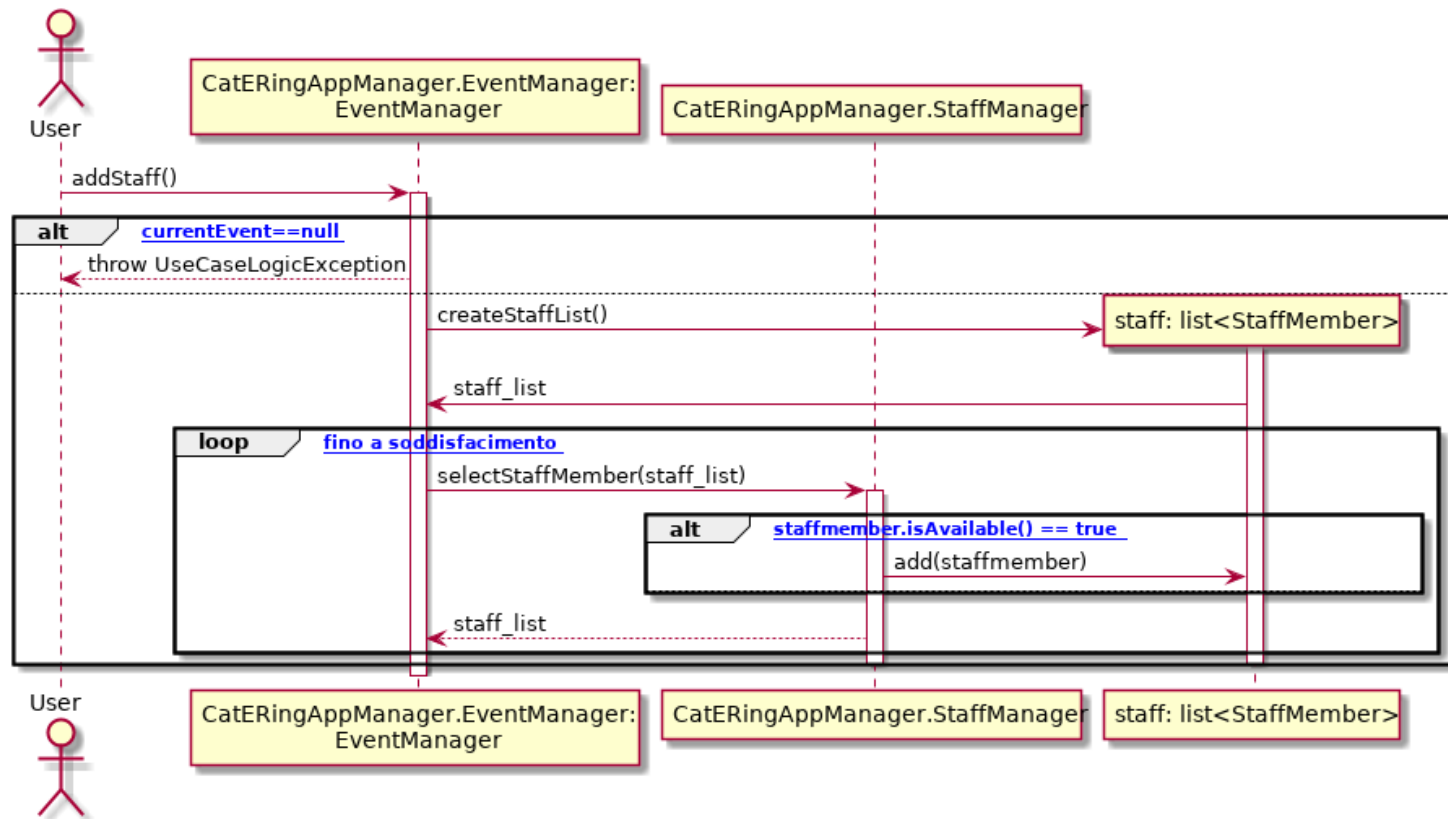 User
CatERingAppManager.EventManager:
EventManager
CatERingAppManager.StaffManager
addStaff()
alt
currentEvent==null
throw UseCaseLogicException
createStaffList()
staff: list<StaffMember>
staff_list
loop
fino a soddisfacimento
selectStaffMember(staff_list)
alt
staffmember.isAvailable() == true
add(staffmember)
staff_list
User
CatERingAppManager.EventManager:
EventManager
CatERingAppManager.StaffManager
staff: list<StaffMember>